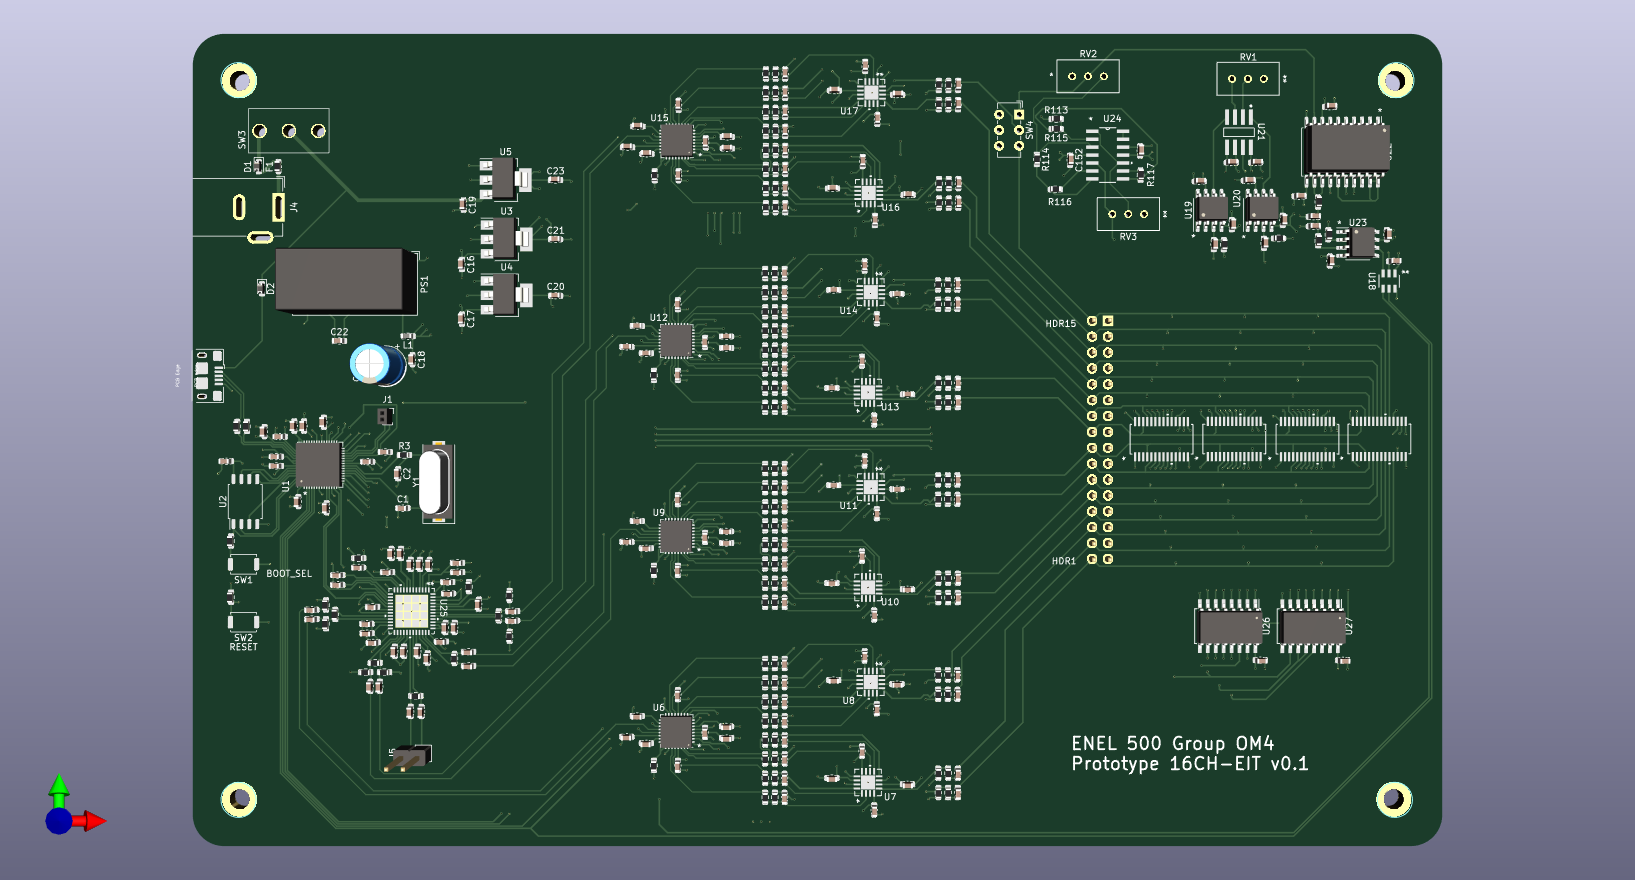 RV2
RV1
U17
U15
SW3
R113
U24
SW4
R115
U21
U5
R114
C152
D1
F1
C23
R117
R116
U16
C19
J4
U19
U20
U3
C21
RV3
U23
C16
U4
D2
PS1
C20
U18
U14
C17
U12
HDR15
C22
+
L1
C18
PCB Edge
J1
U13
R3
C2
U1
Y1
U2
C1
U11
U9
SW1
BOOT_SEL
HDR1
U10
U25
SW2
RESET
U26
U27
U8
U6
J5
ENEL 500 Group OM4
Prototype 16CH-EIT v0.1
U7